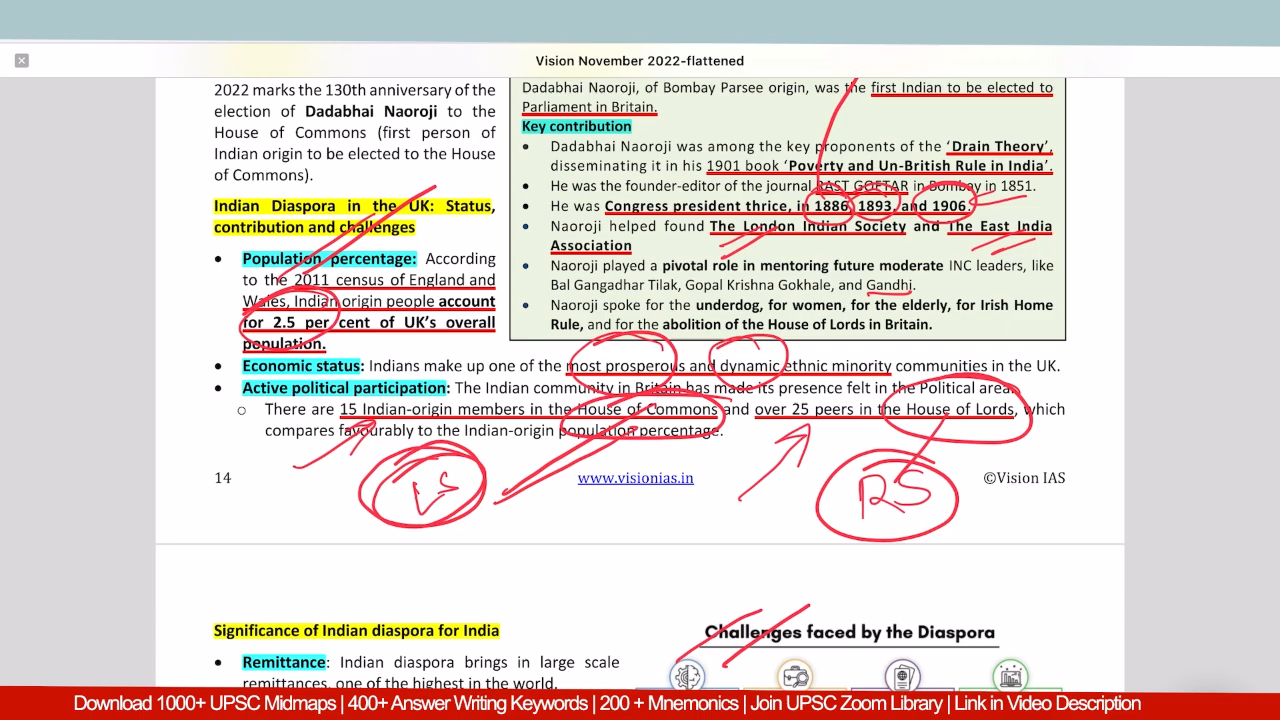 Vision November 2022-flattened
2022 marks the 130th anniversary of the
election of Dadabhai Naoroji to the
House of Commons (first person of
Indian origin to be elected to the House
of Commons).
Indian Diaspora in the UK: Status,
contribution and challenges
• Population percentage: According
to the 2011 census of England and
Wales, Indian origin people account
for 2.5 per cent of UK's overall
population.
Dadabhai Naoroji, of Bombay Parsee origin, was the first Indian to be elected to
Parliament in Britain.
Key contribution
• Dadabhai Naoroji was among the key proponents of the 'Drain Theory',
disseminating it in his 1901 book 'Poverty and Un-British Rule in India'.
• He was the founder-editor of the journal RAST GOFTAR in Bombay in 1851.
• He was Congress president thrice, in 1886, 1893, and 1906.
• Naoroji helped found The London Indian Society and The East India
Association
• Naoroji played a pivotal role in mentoring future moderate INC leaders, like
Bal Gangadhar Tilak, Gopal Krishna Gokhale, and Gandhi.
• Naoroji spoke for the underdog, for women, for the elderly, for Irish Home
Rule, and for the abolition of the House of Lords in Britain.
• Economic status: Indians make up one of the most prosperous and dynamic ethnic minority communities in the UK.
• Active political participation: The Indian community in Britain has made its presence felt in the Political area.
o There are 15 Indian-origin members in the House of Commons and over 25 peers in the House of Lords, which
compares favourably to the Indian-origin population percentage.
LS
RS
14 www.visionias.in ©Vision IAS
Significance of Indian diaspora for India
• Remittance: Indian diaspora brings in large scale
remittances, one of the highest in the world.
Challenges faced by the Diaspora
Download 1000+ UPSC Midmaps | 400+ Answer Writing Keywords | 200 + Mnemonics | Join UPSC Zoom Library | Link in Video Description